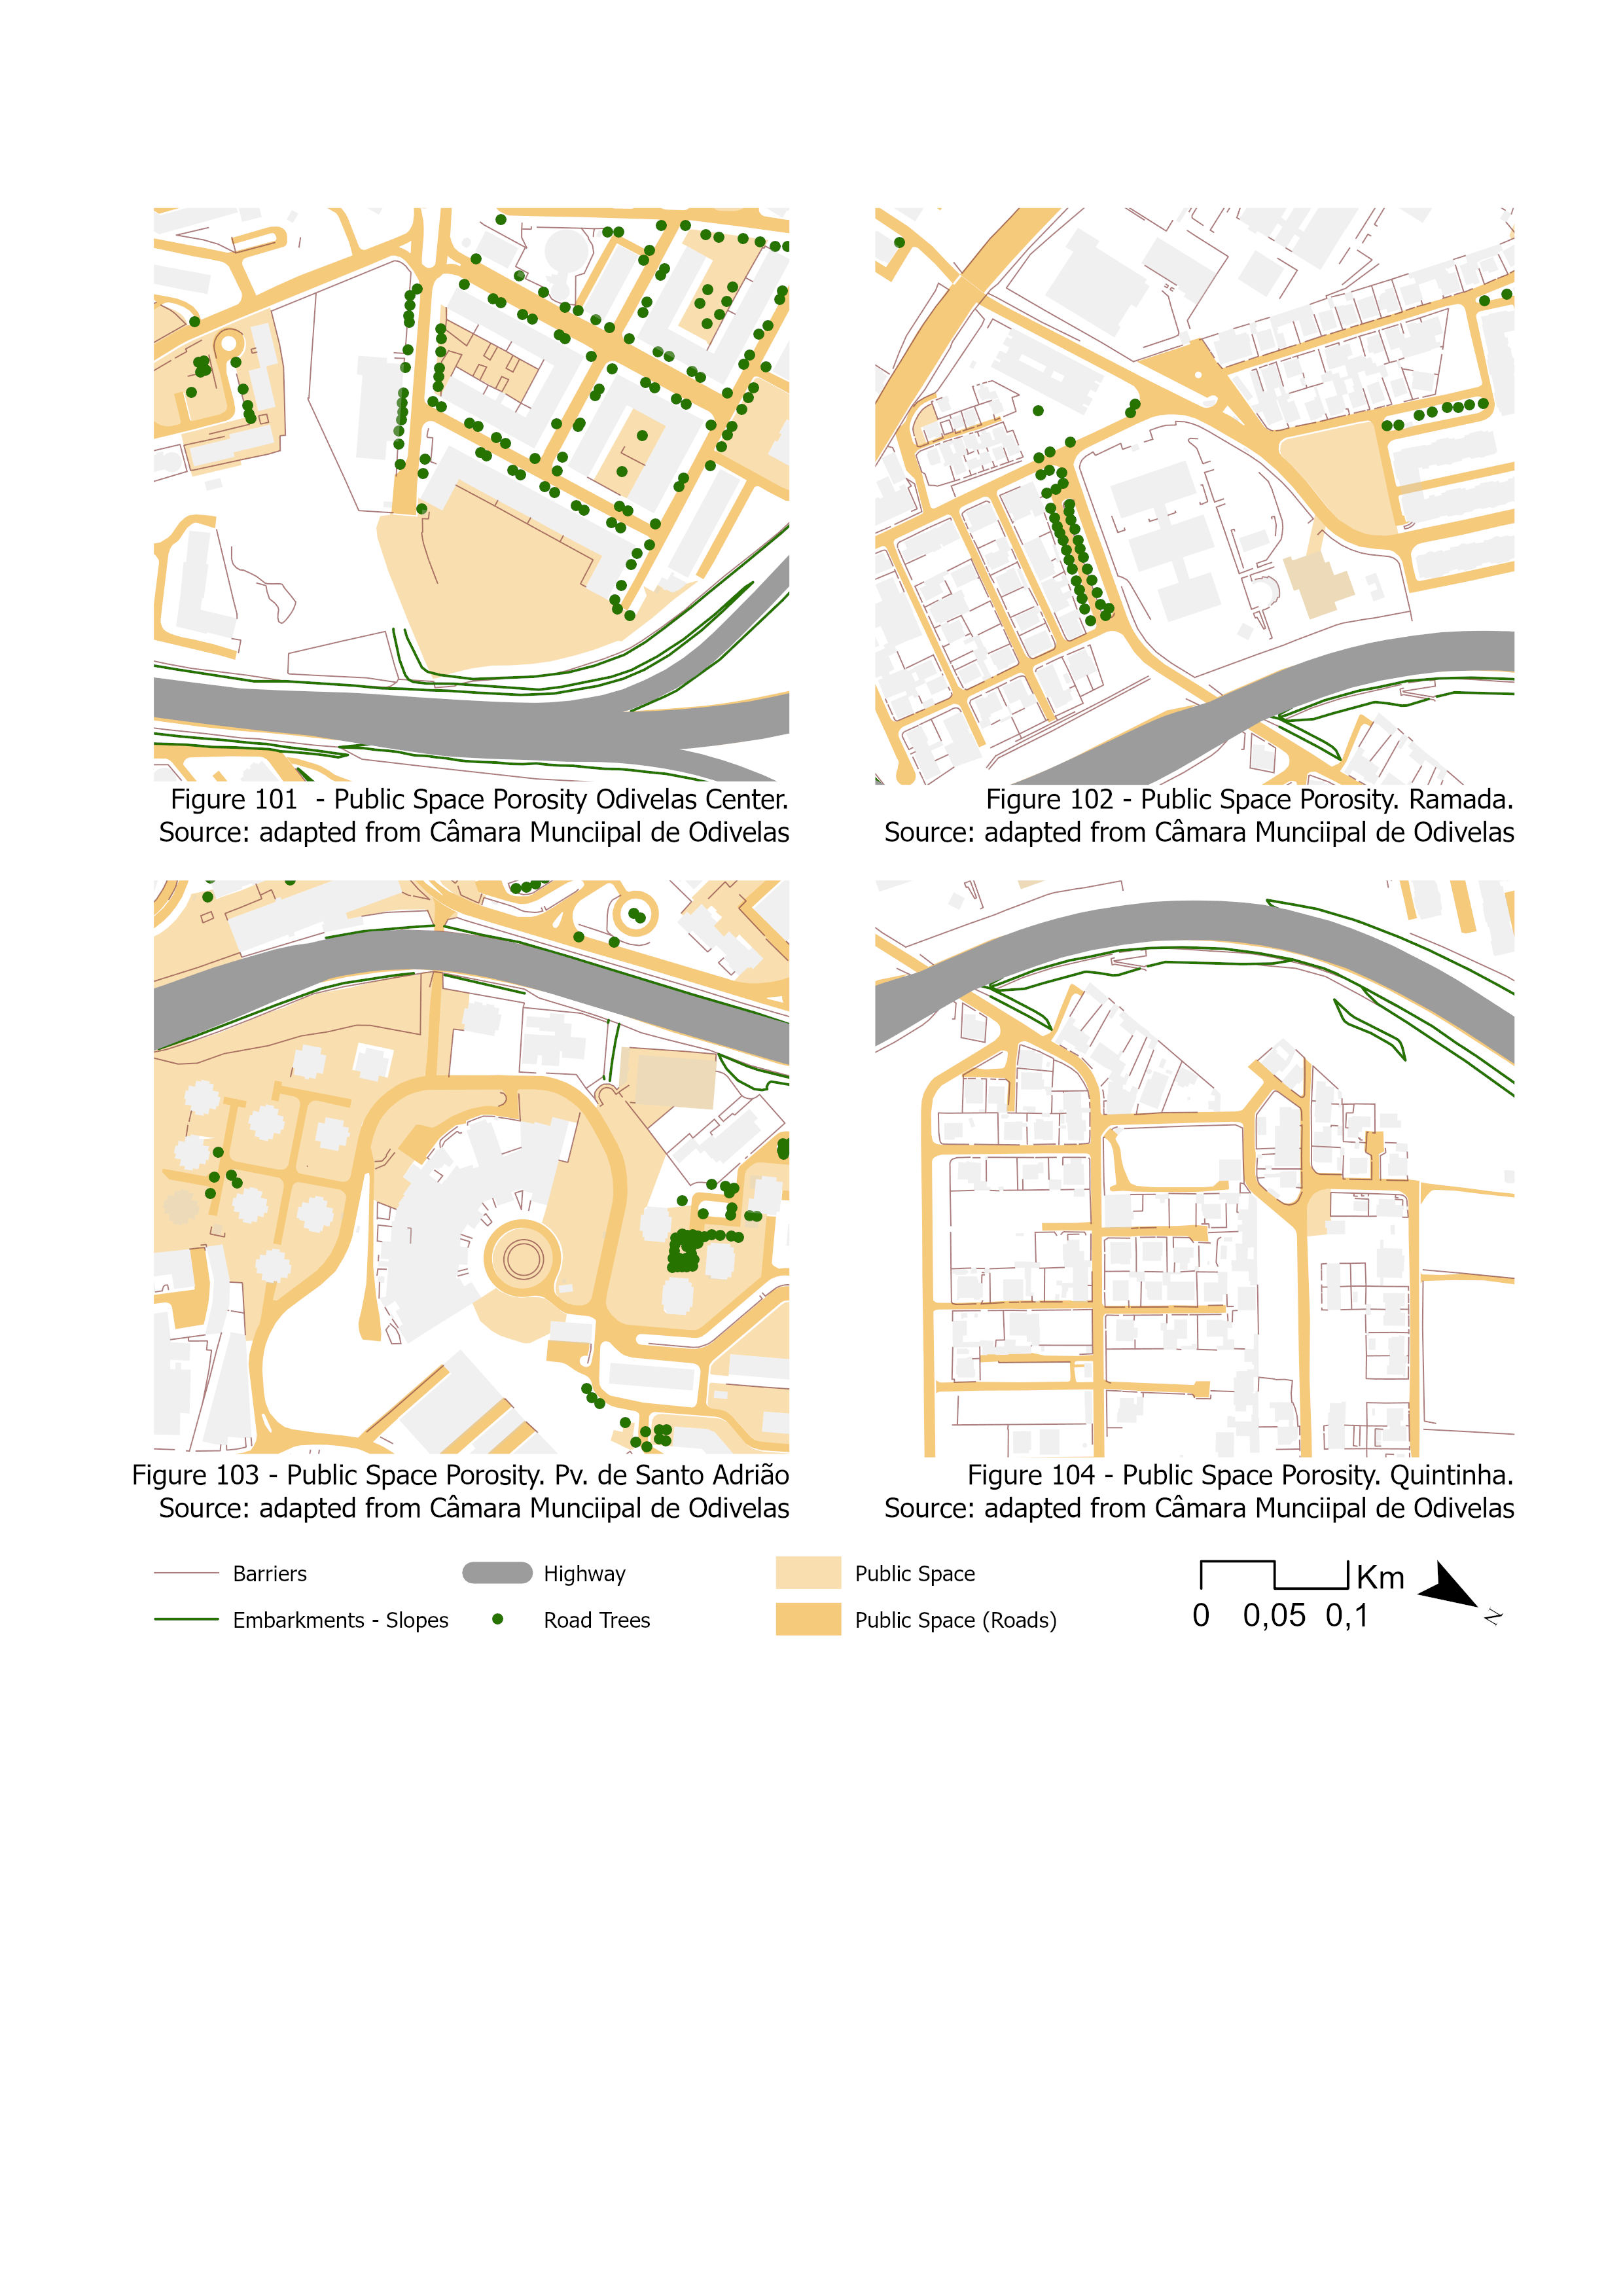 Figure 101  - Public Space Porosity Odivelas Center.
Source: adapted from Câmara Munciipal de Odivelas
Figure 102 - Public Space Porosity. Ramada.
Source: adapted from Câmara Munciipal de Odivelas
Figure 103 - Public Space Porosity. Pv. de Santo Adrião
Source: adapted from Câmara Munciipal de Odivelas
Figure 104 - Public Space Porosity. Quintinha.
Source: adapted from Câmara Munciipal de Odivelas
Barriers
Highway
Public Space
Embarkments - Slopes
Road Trees
Public Space (Roads)
Km
0 0,05 0,1
N